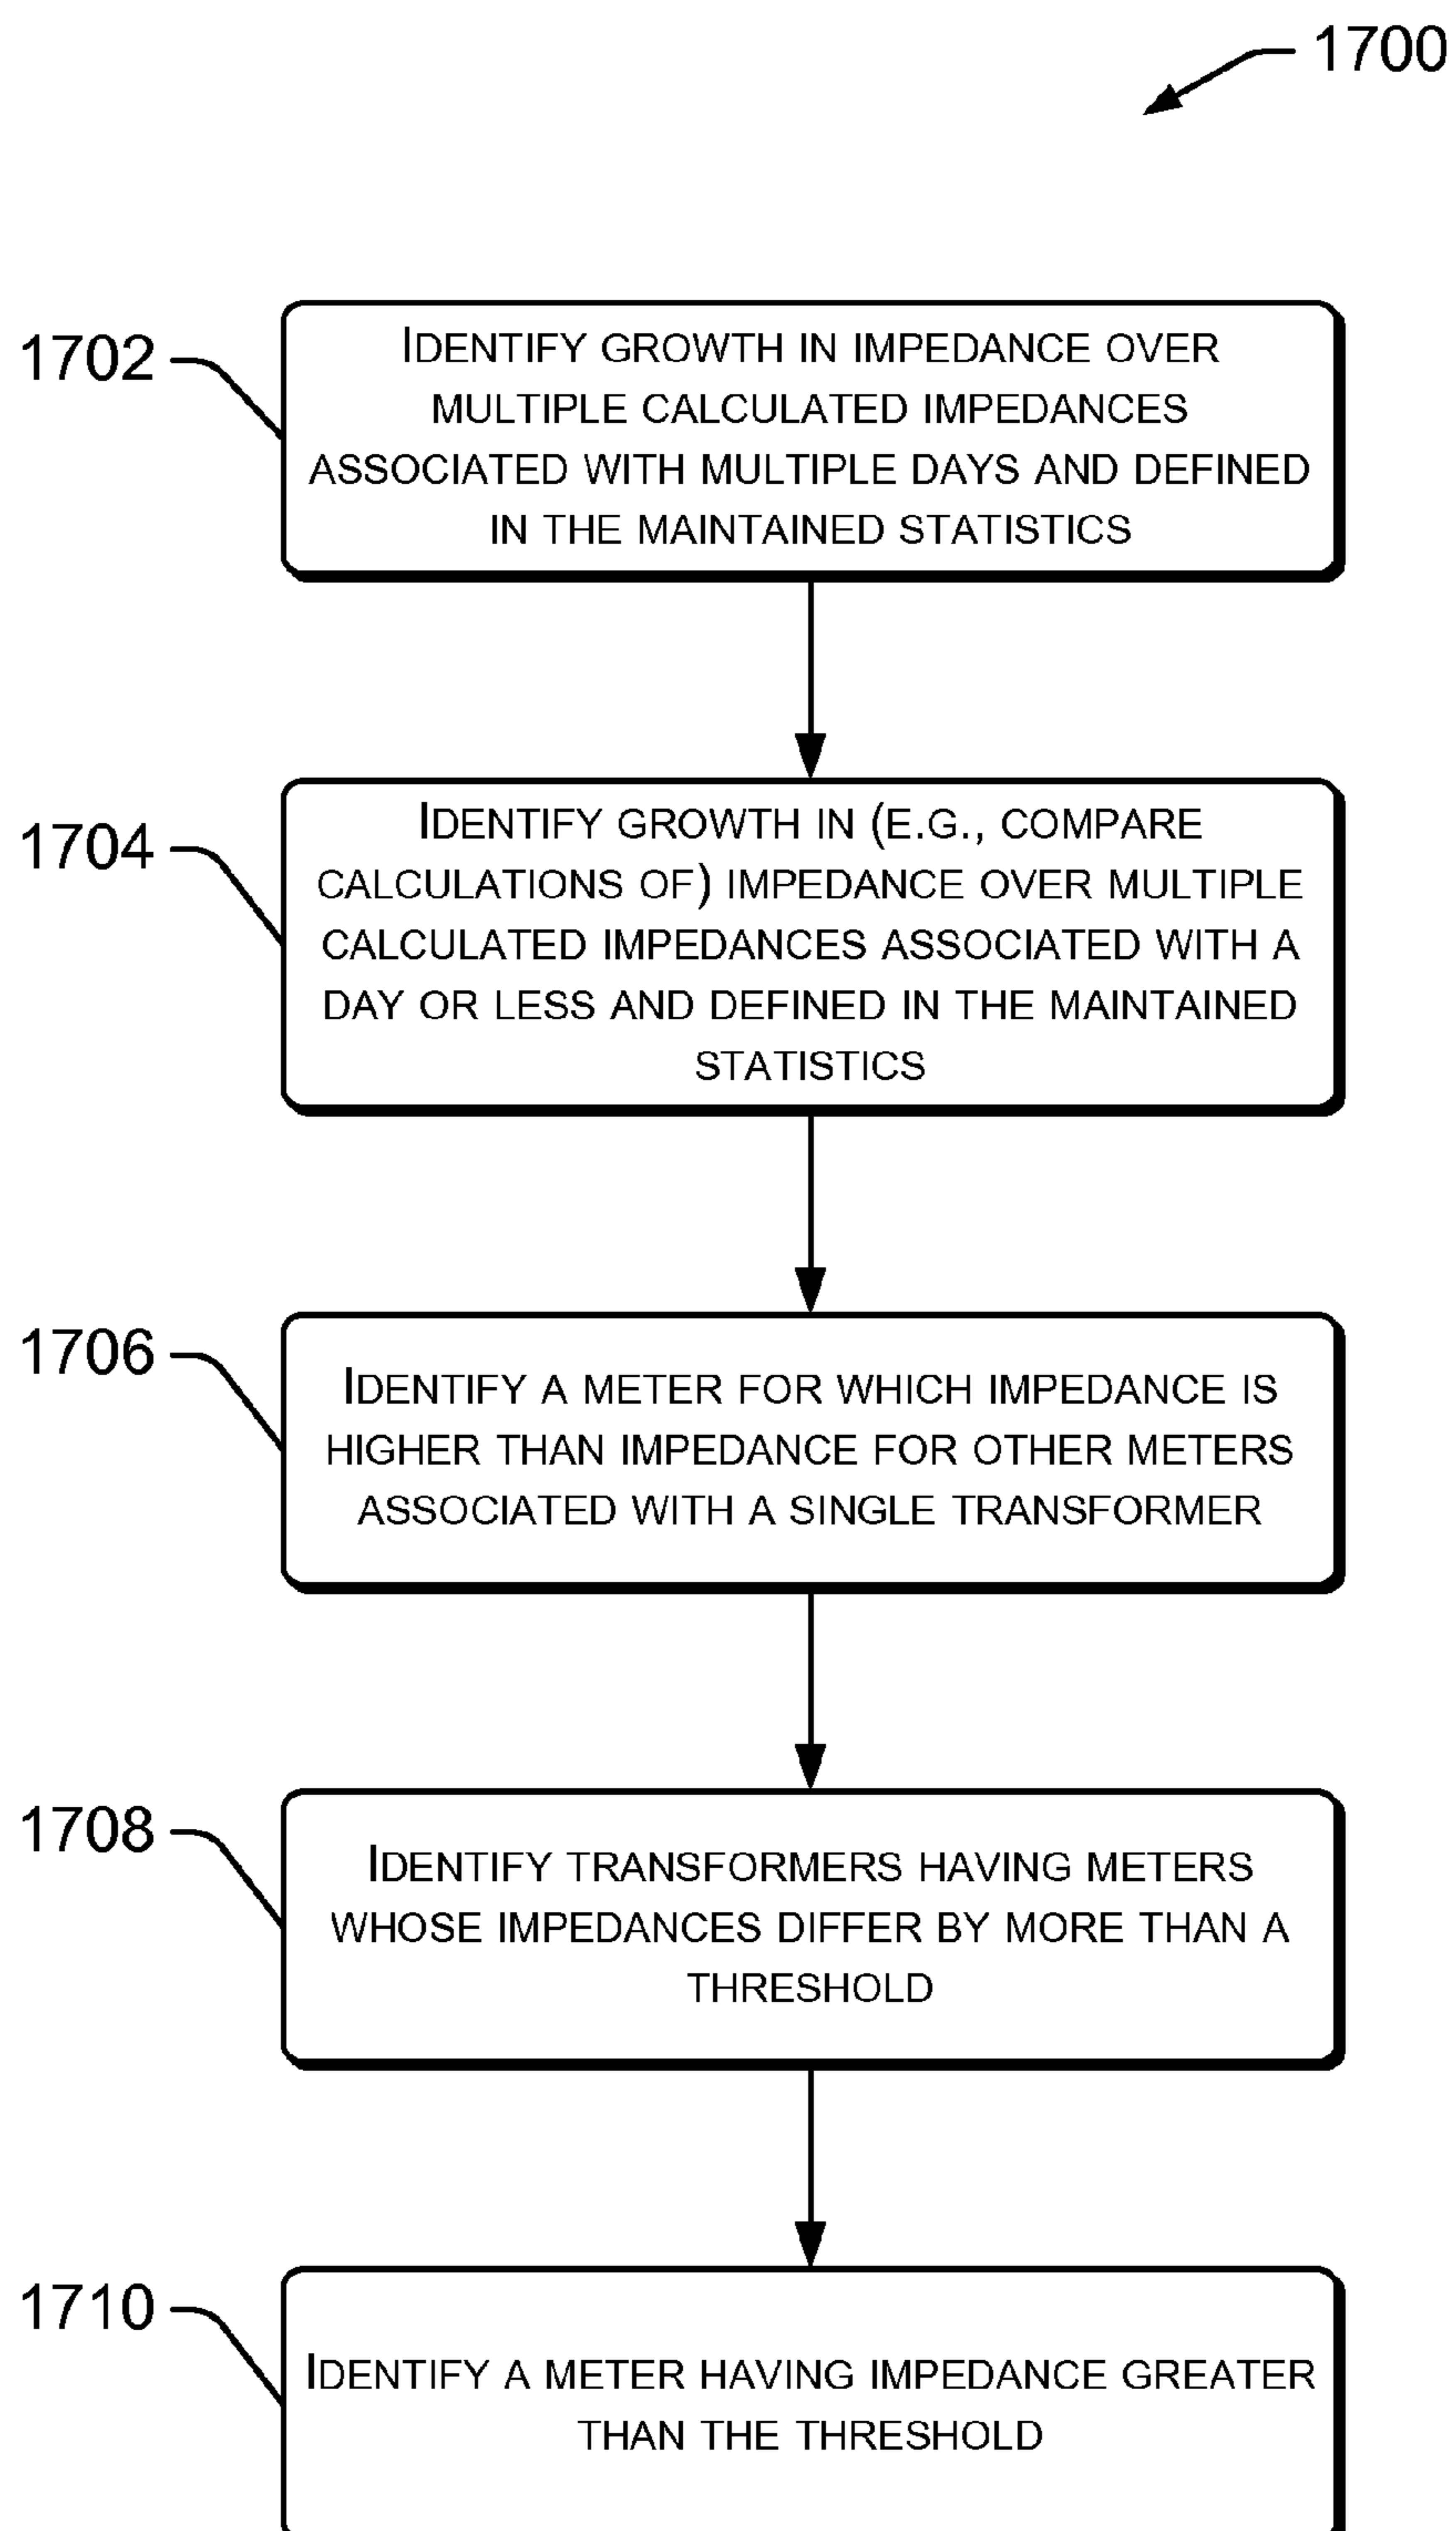 1700
1702
IDENTIFY GROWTH IN IMPEDANCE OVER
MULTIPLE CALCULATED IMPEDANCES
ASSOCIATED WITH MULTIPLE DAYS AND DEFINED
IN THE MAINTAINED STATISTICS
1704
IDENTIFY GROWTH IN (E.G., COMPARE
CALCULATIONS OF) IMPEDANCE OVER MULTIPLE
CALCULATED IMPEDANCES ASSOCIATED WITH A
DAY OR LESS AND DEFINED IN THE MAINTAINED
STATISTICS
1706
IDENTIFY A METER FOR WHICH IMPEDANCE IS
HIGHER THAN IMPEDANCE FOR OTHER METERS
ASSOCIATED WITH A SINGLE TRANSFORMER
1708
IDENTIFY TRANSFORMERS HAVING METERS
WHOSE IMPEDANCES DIFFER BY MORE THAN A
THRESHOLD
1710
IDENTIFY A METER HAVING IMPEDANCE GREATER
THAN THE THRESHOLD